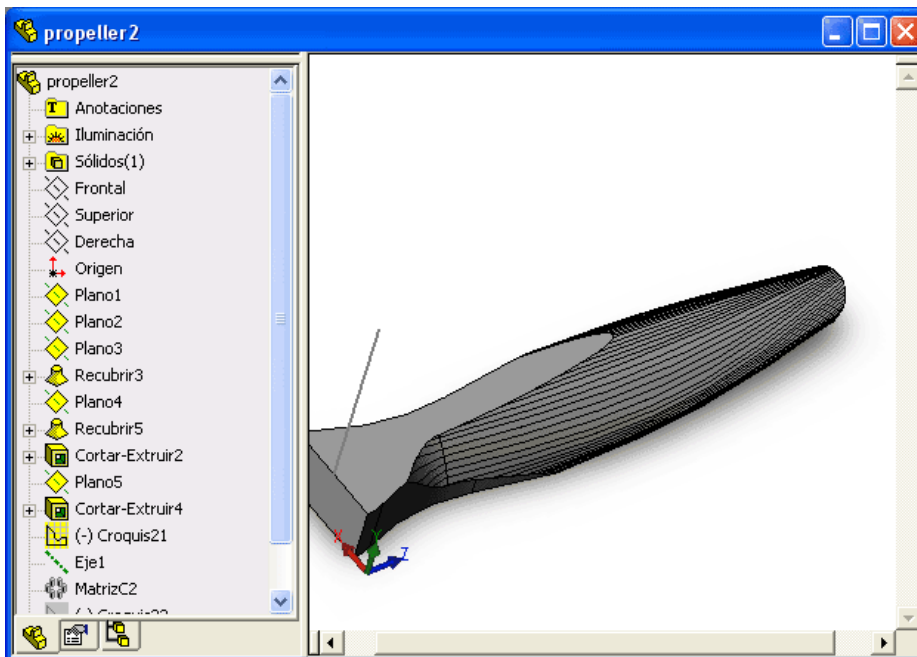 propeller2
propeller2
Anotaciones
Iluminación
Sólidos(1)
Frontal
Superior
Derecha
Origen
Plano1
Plano2
Plano3
Recubrir3
Plano4
Recubrir5
Cortar-Extruir2
Plano5
Cortar-Extruir4
(-) Croquis21
Eje1
MatrizC2
X
Y
Z